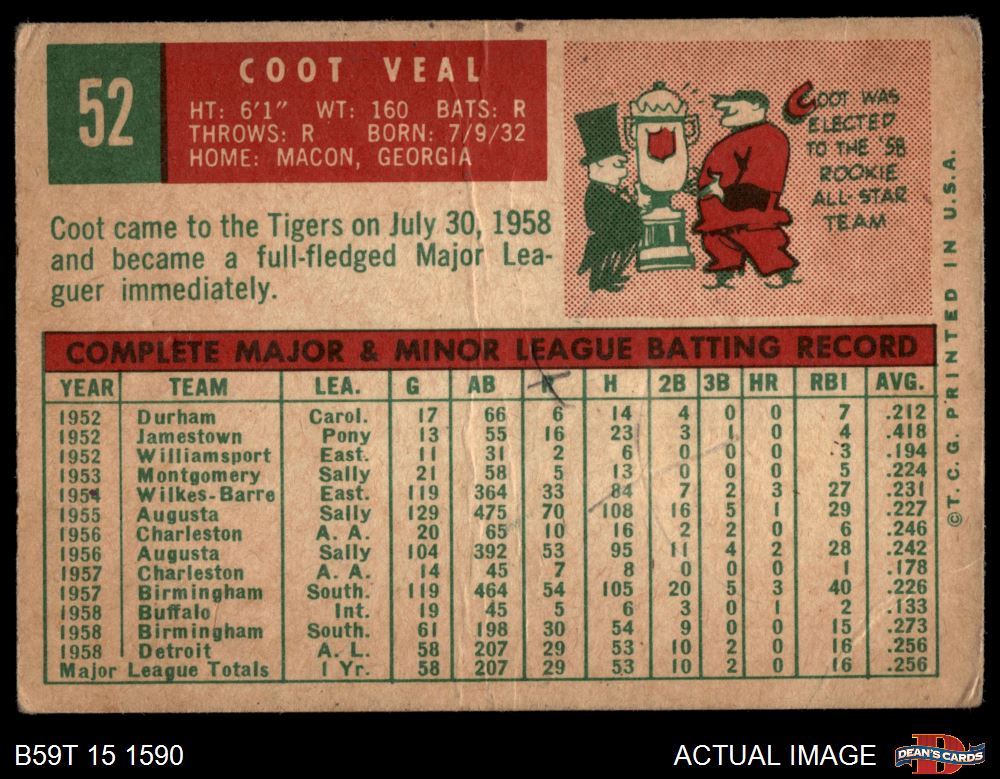 52
COOT VEAL
HT: 6'1" WT: 160 BATS: R
THROWS: R BORN: 7/9/32
HOME: MACON, GEORGIA
Coot came to the Tigers on July 30, 1958
and became a full-fledged Major Lea-
guer immediately.
COOT WAS
ELECTED
TO THE '58
ROOKIE
ALL-STAR
TEAM
©T.C.G. PRINTED IN U.S.A.
COMPLETE MAJOR & MINOR LEAGUE BATTING RECORD
YEAR TEAM LEA. G AB R H 2B 3B HR RBI AVG.
1952 Durham Carol. 17 66 6 14 4 0 0 7 .212
1952 Jamestown Pony 13 55 16 23 3 1 0 4 .418
1952 Williamsport East. 11 31 2 6 0 0 0 3 .194
1953 Montgomery Sally 21 58 5 13 0 0 0 5 .224
1954 Wilkes-Barre East. 119 364 33 84 7 2 3 27 .231
1955 Augusta Sally 129 475 70 108 16 5 1 29 .227
1956 Charleston A. A. 20 65 10 16 2 2 0 6 .246
1956 Augusta Sally 104 392 53 95 11 4 2 28 .242
1957 Charleston A. A. 14 45 7 8 0 0 0 1 .178
1957 Birmingham South. 119 464 54 105 20 5 3 40 .226
1958 Buffalo Int. 19 45 5 6 3 0 1 2 .133
1958 Birmingham South. 61 198 30 54 9 0 0 15 .273
1958 Detroit A. L. 58 207 29 53 10 2 0 16 .256
Major League Totals 1 Yr. 58 207 29 53 10 2 0 16 .256
B59T 15 1590
ACTUAL IMAGE
DEAN'S CARDS